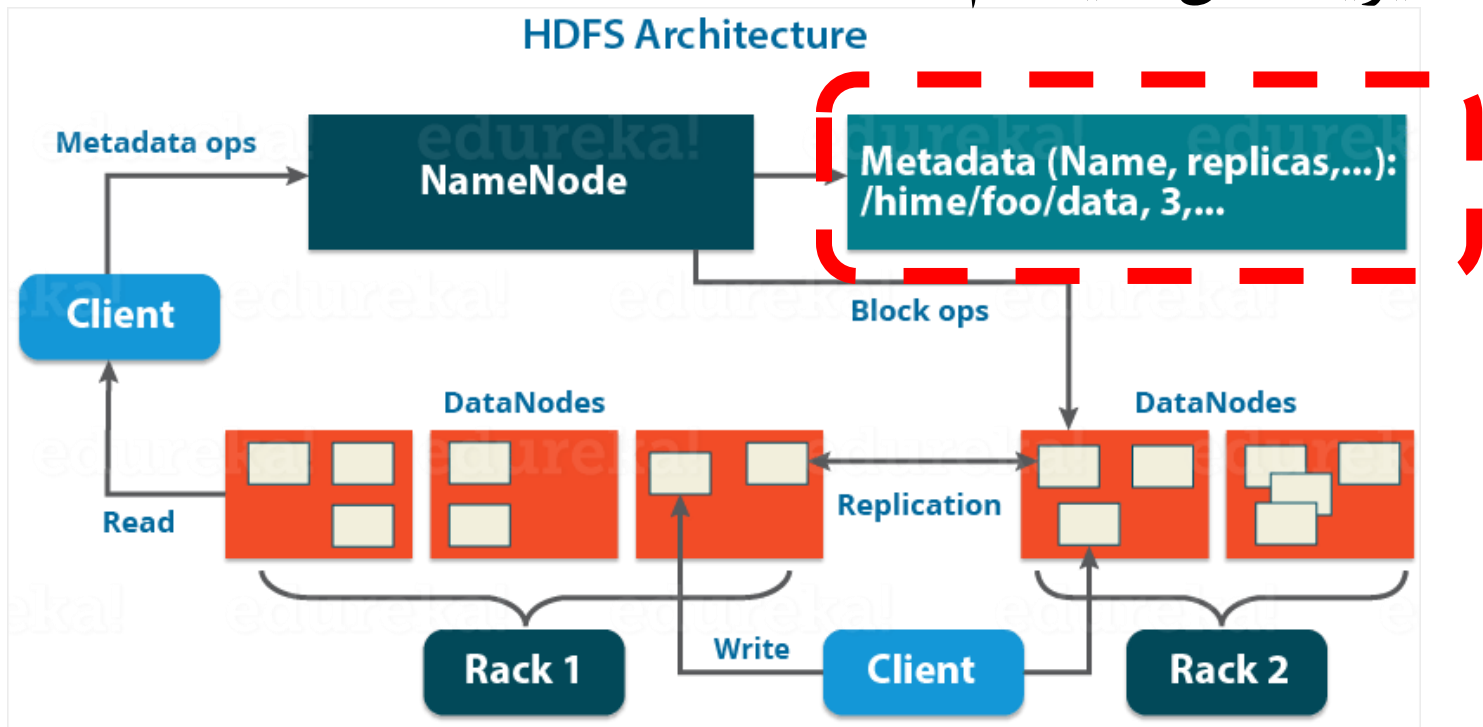 HDFS Architecture
Metadata ops
NameNode
Metadata (Name, replicas,...):
/hime/foo/data, 3,...
Client
Block ops
DataNodes
DataNodes
Read
Replication
Rack 1
Write
Client
Rack 2
edureka!